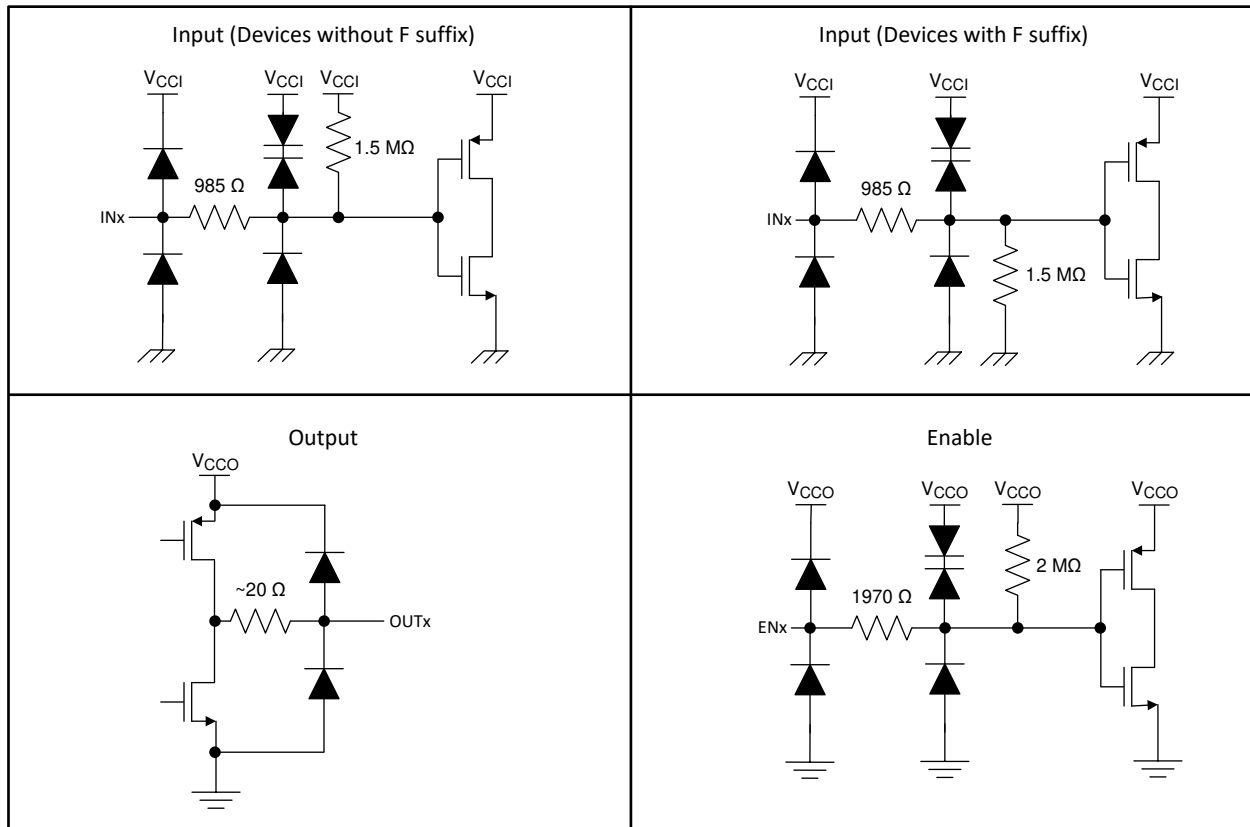 Input (Devices without F suffix)
VCCI VCCI VCCI VCCI
1.5 MΩ
985 Ω
INx
Input (Devices with F suffix)
VCCI VCCI VCCI
985 Ω
INx
1.5 MΩ
Output
VCCO
~20 Ω
OUTx
Enable
VCCO VCCO VCCO VCCO
2 MΩ
1970 Ω
ENx